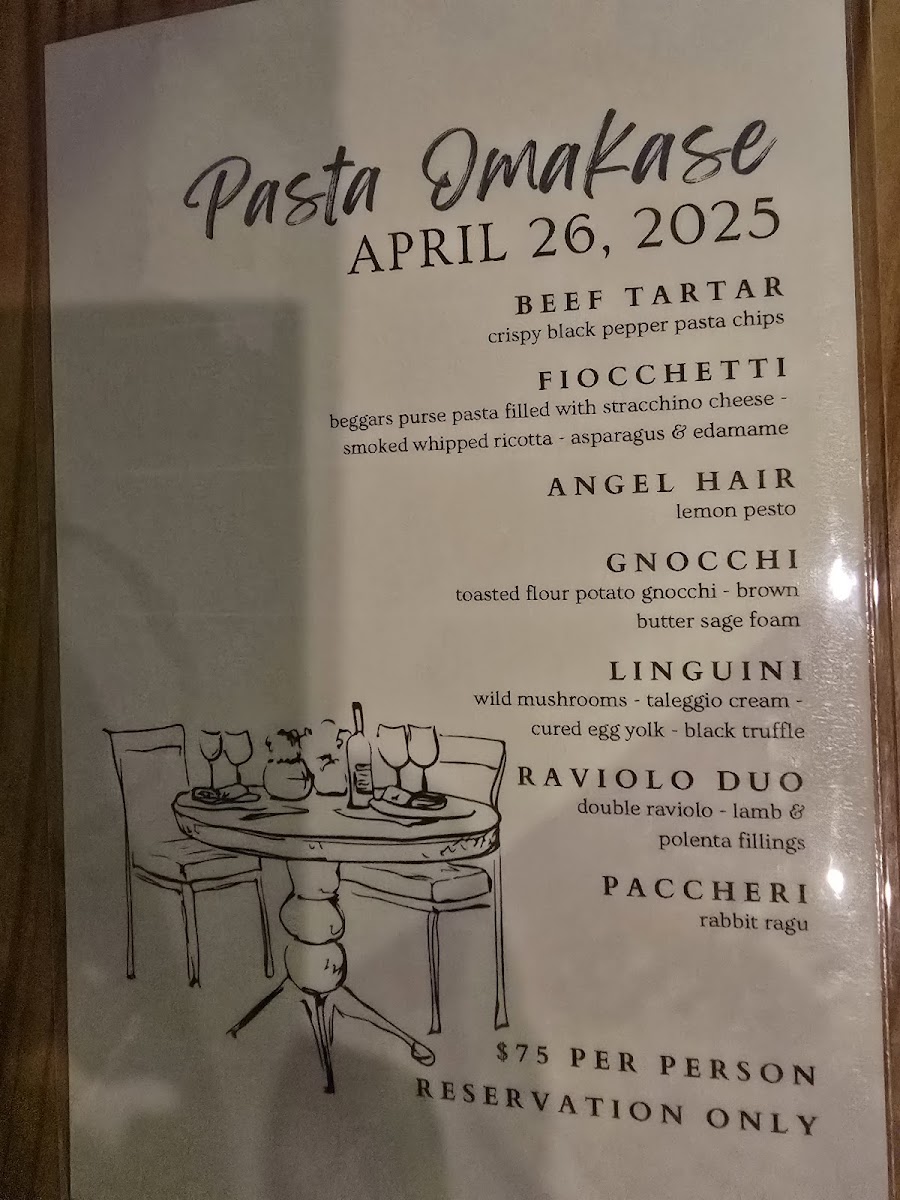 Pasta Omakase
APRIL 26, 2025
BEEF TARTAR
crispy black pepper pasta chips
FIOCCHETTI
beggars purse pasta filled with stracchino cheese -
smoked whipped ricotta - asparagus & edamame
ANGEL HAIR
lemon pesto
GNOCCHI
toasted flour potato gnocchi - brown
butter sage foam
LINGUINI
wild mushrooms - taleggio cream -
cured egg yolk - black truffle
RAVIOLO DUO
double raviolo - lamb &
polenta fillings
PACCHERI
rabbit ragu
$75 PER PERSON
RESERVATION ONLY